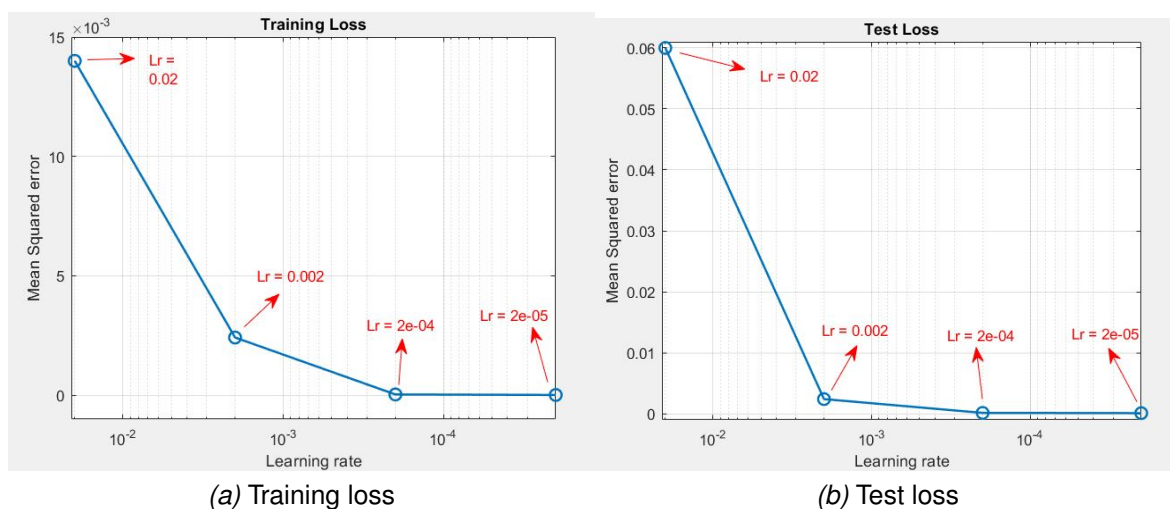 Training Loss
×10⁻³
15
10
5
0
Mean Squared error
Lr =
0.02
Lr = 0.002
Lr = 2e-04
Lr = 2e-05
10⁻²
10⁻³
10⁻⁴
Learning rate
(a) Training loss
Test Loss
0.06
0.05
0.04
0.03
0.02
0.01
0
Mean Squared error
Lr = 0.02
Lr = 0.002
Lr = 2e-04
Lr = 2e-05
10⁻²
10⁻³
10⁻⁴
Learning rate
(b) Test loss